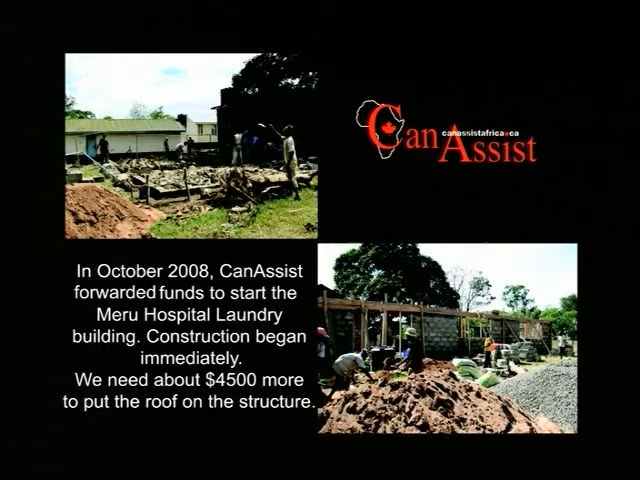 canassistafrica.ca
CanAssist
In October 2008, CanAssist
forwarded funds to start the
Meru Hospital Laundry
building. Construction began
immediately.
We need about $4500 more
to put the roof on the structure.